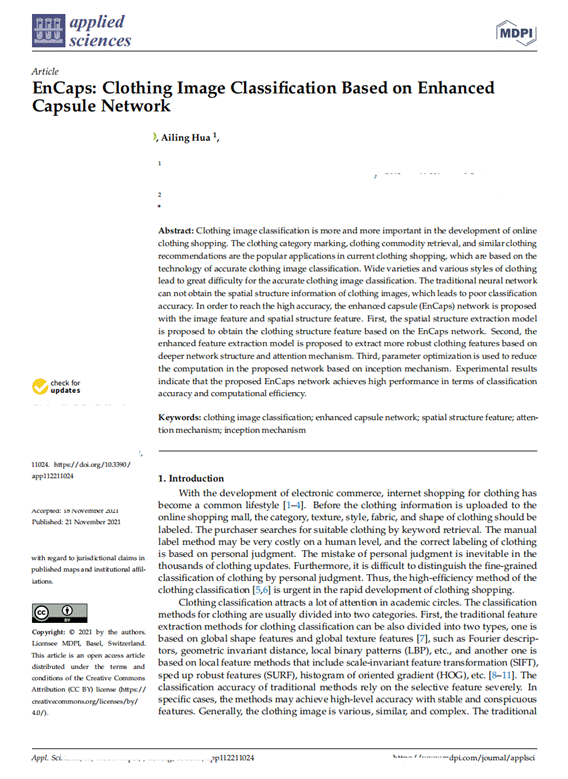 applied
sciences
MDPI
Article
EnCaps: Clothing Image Classification Based on Enhanced
Capsule Network
, Ailing Hua 1,
1
2
*
Abstract: Clothing image classification is more and more important in the development of online
clothing shopping. The clothing category marking, clothing commodity retrieval, and similar clothing
recommendations are the popular applications in current clothing shopping, which are based on the
technology of accurate clothing image classification. Wide varieties and various styles of clothing
lead to great difficulty for the accurate clothing image classification. The traditional neural network
can not obtain the spatial structure information of clothing images, which leads to poor classification
accuracy. In order to reach the high accuracy, the enhanced capsule (EnCaps) network is proposed
with the image feature and spatial structure feature. First, the spatial structure extraction model
is proposed to obtain the clothing structure feature based on the EnCaps network. Second, the
enhanced feature extraction model is proposed to extract more robust clothing features based on
deeper network structure and attention mechanism. Third, parameter optimization is used to reduce
the computation in the proposed network based on inception mechanism. Experimental results
indicate that the proposed EnCaps network achieves high performance in terms of classification
accuracy and computational efficiency.
Keywords: clothing image classification; enhanced capsule network; spatial structure feature; atten-
tion mechanism; inception mechanism
check for
updates
11024. https://doi.org/10.3390/
app112211024
Accepted: 18 November 2021
Published: 21 November 2021
with regard to jurisdictional claims in
published maps and institutional affil-
iations.
cc BY
Copyright: © 2021 by the authors.
Licensee MDPI, Basel, Switzerland.
This article is an open access article
distributed under the terms and
conditions of the Creative Commons
Attribution (CC BY) license (https://
creativecommons.org/licenses/by/
4.0/).
1. Introduction
With the development of electronic commerce, internet shopping for clothing has
become a common lifestyle [1–4]. Before the clothing information is uploaded to the
online shopping mall, the category, texture, style, fabric, and shape of clothing should be
labeled. The purchaser searches for suitable clothing by keyword retrieval. The manual
label method may be very costly on a human level, and the correct labeling of clothing
is based on personal judgment. The mistake of personal judgment is inevitable in the
thousands of clothing updates. Furthermore, it is difficult to distinguish the fine-grained
classification of clothing by personal judgment. Thus, the high-efficiency method of the
clothing classification [5,6] is urgent in the rapid development of clothing shopping.
Clothing classification attracts a lot of attention in academic circles. The classification
methods for clothing are usually divided into two categories. First, the traditional feature
extraction methods for clothing classification can be also divided into two types, one is
based on global shape features and global texture features [7], such as Fourier descrip-
tors, geometric invariant distance, local binary patterns (LBP), etc., and another one is
based on local feature methods that include scale-invariant feature transformation (SIFT),
sped up robust features (SURF), histogram of oriented gradient (HOG), etc. [8–11]. The
classification accuracy of traditional methods rely on the selective feature severely. In
specific cases, the methods may achieve high-level accuracy with stable and conspicuous
features. Generally, the clothing image is various, similar, and complex. The traditional
Appl. Sci.
app112211024
mdpi.com/journal/applsci